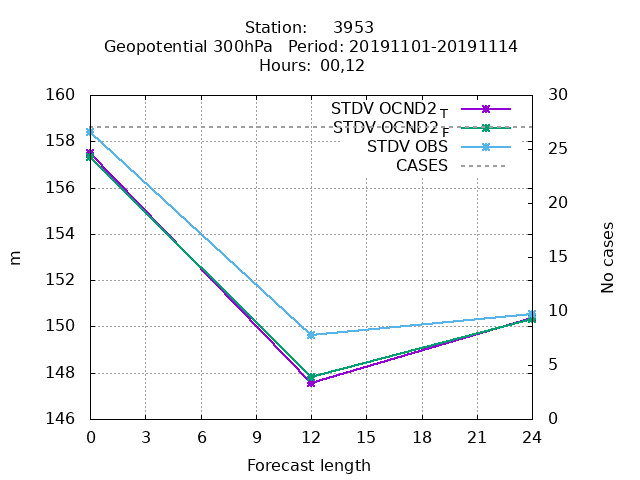 Station: 3953
Geopotential 300hPa Period: 20191101-20191114
Hours: 00,12
160 30
STDV OCND2 T
STDV OCND2 F
158
25
STDV OBS
CASES
156
20
154
m
No cases
15
152
10
150
5
148
146 0
0 3 6 9 12 15 18 21 24
Forecast length